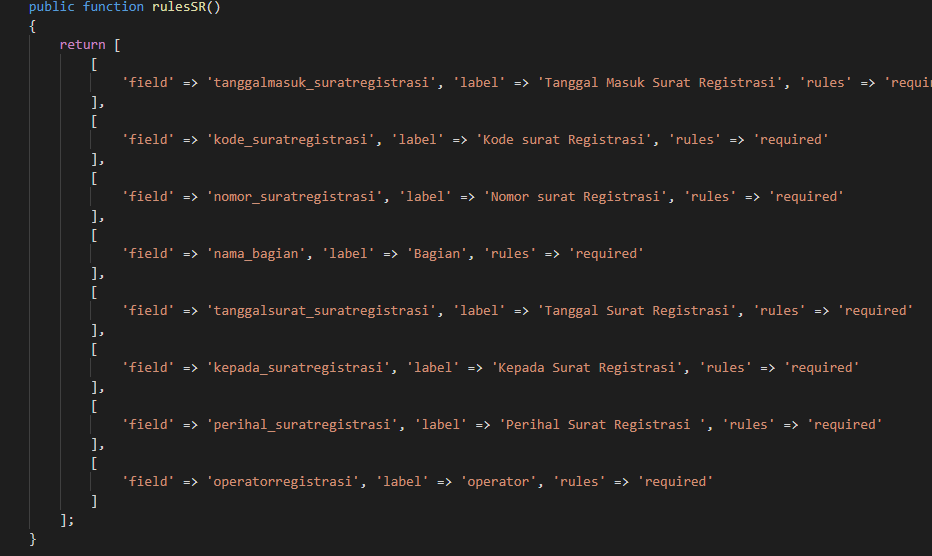 public function rulesSR()
{
return [
[
'field' => 'tanggalmasuk_suratregistrasi', 'label' => 'Tanggal Masuk Surat Registrasi', 'rules' => 'requi
],
[
'field' => 'kode_suratregistrasi', 'label' => 'Kode surat Registrasi', 'rules' => 'required'
],
[
'field' => 'nomor_suratregistrasi', 'label' => 'Nomor surat Registrasi', 'rules' => 'required'
],
[
'field' => 'nama_bagian', 'label' => 'Bagian', 'rules' => 'required'
],
[
'field' => 'tanggalsurat_suratregistrasi', 'label' => 'Tanggal Surat Registrasi', 'rules' => 'required'
],
[
'field' => 'kepada_suratregistrasi', 'label' => 'Kepada Surat Registrasi', 'rules' => 'required'
],
[
'field' => 'perihal_suratregistrasi', 'label' => 'Perihal Surat Registrasi ', 'rules' => 'required'
],
[
'field' => 'operatorregistrasi', 'label' => 'operator', 'rules' => 'required'
]
];
}